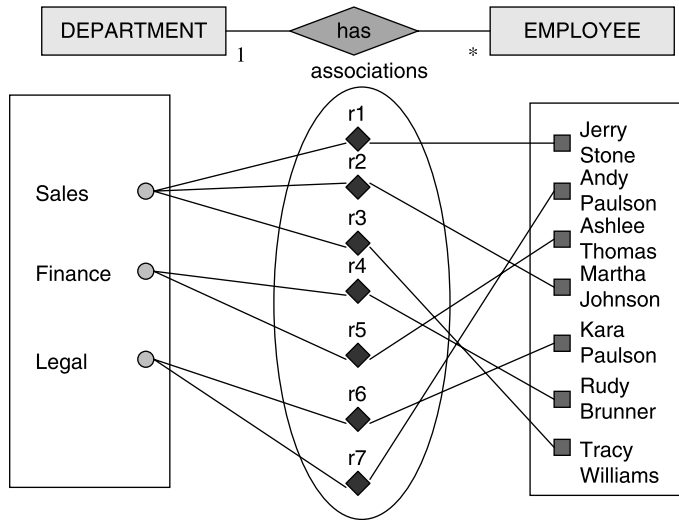 DEPARTMENT
has
EMPLOYEE
1
*
associations
r1
Jerry
Stone
r2
Andy
Paulson
Sales
r3
Ashlee
Thomas
Finance
r4
Martha
Johnson
r5
Kara
Paulson
Legal
r6
Rudy
Brunner
r7
Tracy
Williams